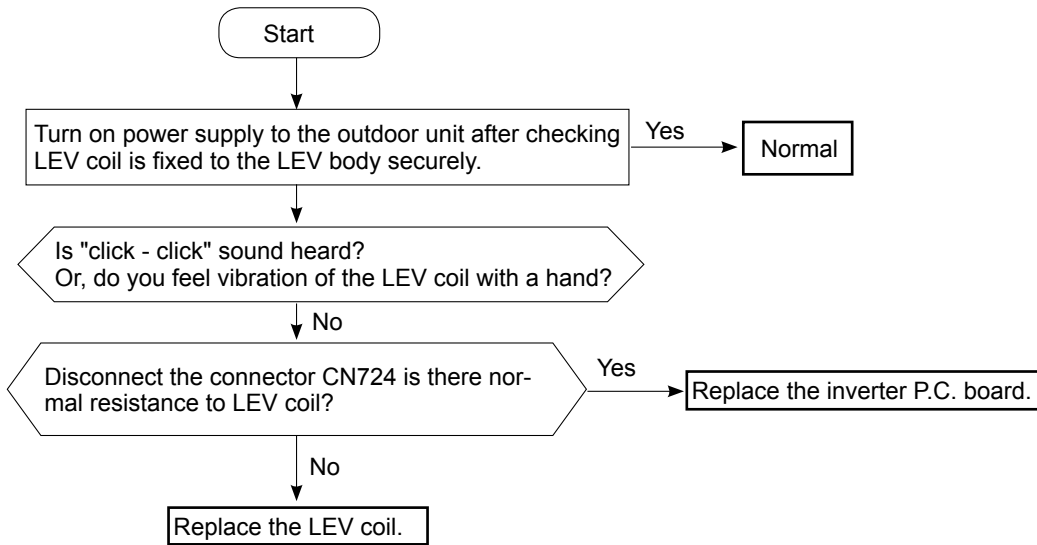 Start
Turn on power supply to the outdoor unit after checking
LEV coil is fixed to the LEV body securely.
Yes
Normal
Is "click - click" sound heard?
Or, do you feel vibration of the LEV coil with a hand?
No
Disconnect the connector CN724 is there nor-
mal resistance to LEV coil?
Yes
Replace the inverter P.C. board.
No
Replace the LEV coil.